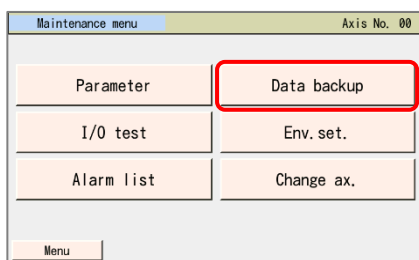 Maintenance menu Axis No. 00
Parameter Data backup
I/O test Env.set.
Alarm list Change ax.
Menu